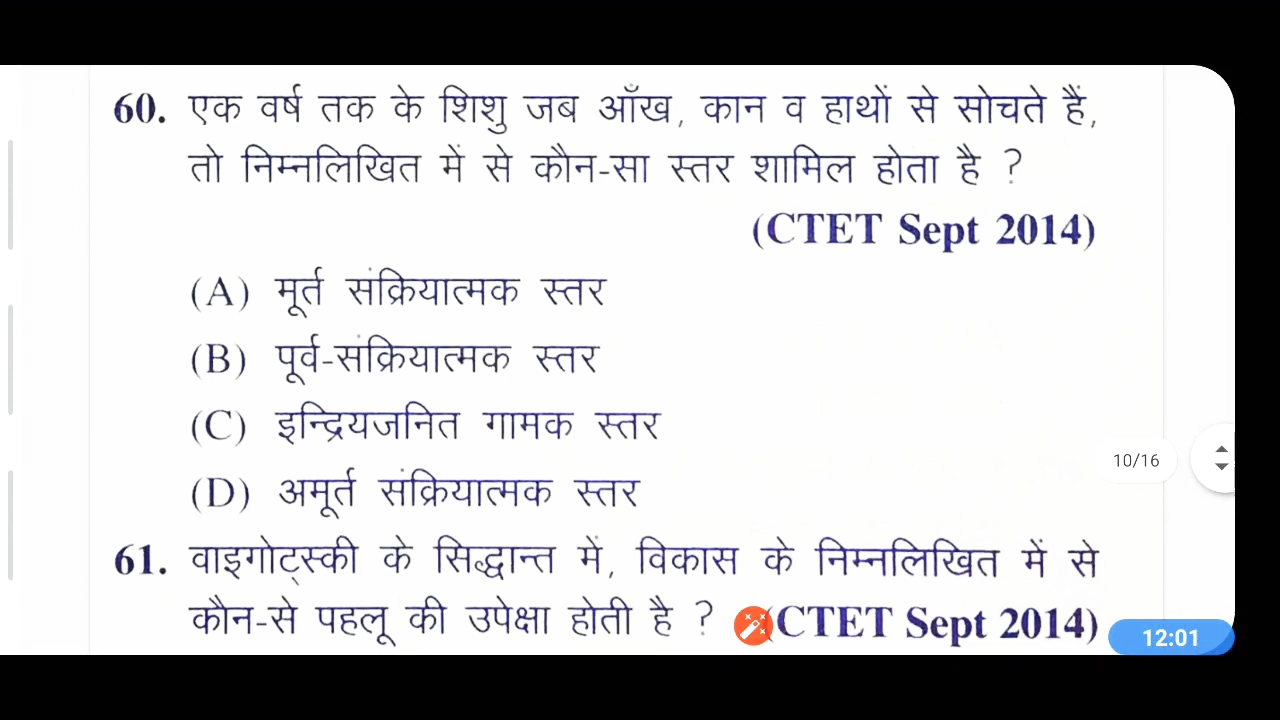 60. एक वर्ष तक के शिशु जब आँख, कान व हाथों से सोचते हैं,
तो निम्नलिखित में से कौन-सा स्तर शामिल होता है ?
(CTET Sept 2014)
(A) मूर्त संक्रियात्मक स्तर
(B) पूर्व-संक्रियात्मक स्तर
(C) इन्द्रियजनित गामक स्तर
10/16
(D) अमूर्त संक्रियात्मक स्तर
61. वाइगोट्स्की के सिद्धान्त में, विकास के निम्नलिखित में से
कौन-से पहलू की उपेक्षा होती है ? (CTET Sept 2014)
12:01